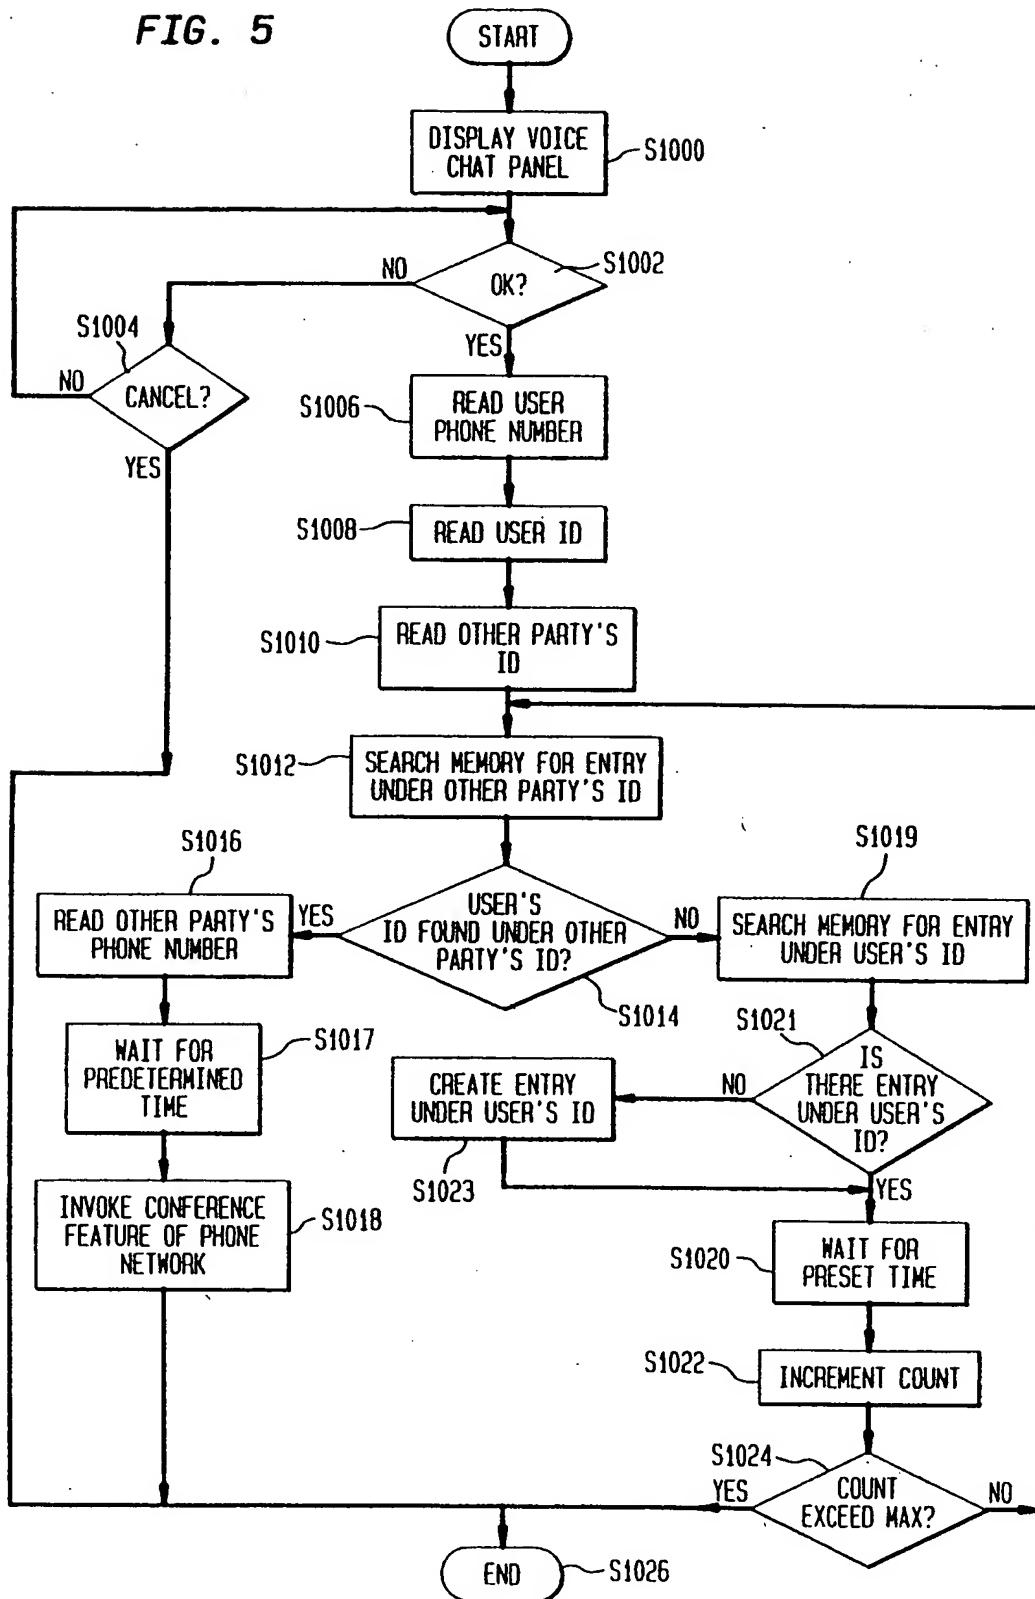 FIG. 5
START
DISPLAY VOICE
CHAT PANEL
S1000
NO
OK?
S1002
YES
S1004
NO
CANCEL?
YES
S1006
READ USER
PHONE NUMBER
S1008
READ USER ID
S1010
READ OTHER PARTY'S
ID
S1012
SEARCH MEMORY FOR ENTRY
UNDER OTHER PARTY'S ID
S1016
READ OTHER PARTY'S
PHONE NUMBER
YES
USER'S
ID FOUND UNDER OTHER
PARTY'S ID?
S1014
NO
S1019
SEARCH MEMORY FOR ENTRY
UNDER USER'S ID
WAIT FOR
PREDETERMINED
TIME
S1017
S1021
IS
THERE ENTRY
UNDER USER'S
ID?
NO
CREATE ENTRY
UNDER USER'S ID
S1023
YES
INVOKE CONFERENCE
FEATURE OF PHONE
NETWORK
S1018
S1020
WAIT FOR
PRESET TIME
S1022
INCREMENT COUNT
S1024
YES
COUNT
EXCEED MAX?
NO
END
S1026